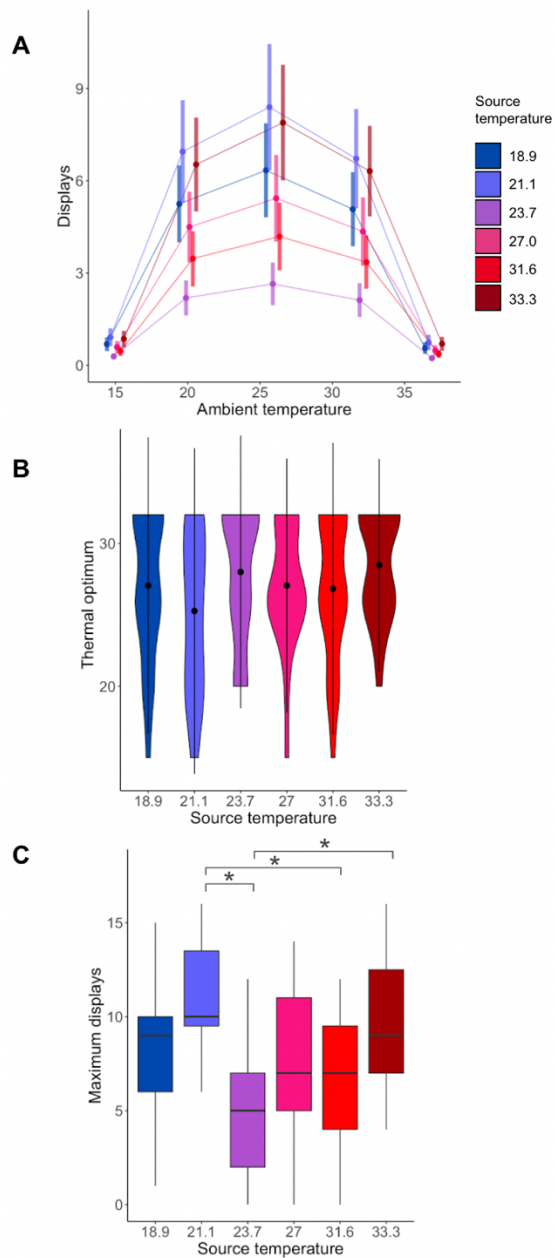 A
Displays
9
6
3
0
15 20 25 30 35
Ambient temperature
Source
temperature
18.9
21.1
23.7
27.0
31.6
33.3
B
Thermal optimum
30
20
18.9 21.1 23.7 27 31.6 33.3
Source temperature
C
*
*
*
Maximum displays
15
10
5
0
18.9 21.1 23.7 27 31.6 33.3
Source temperature